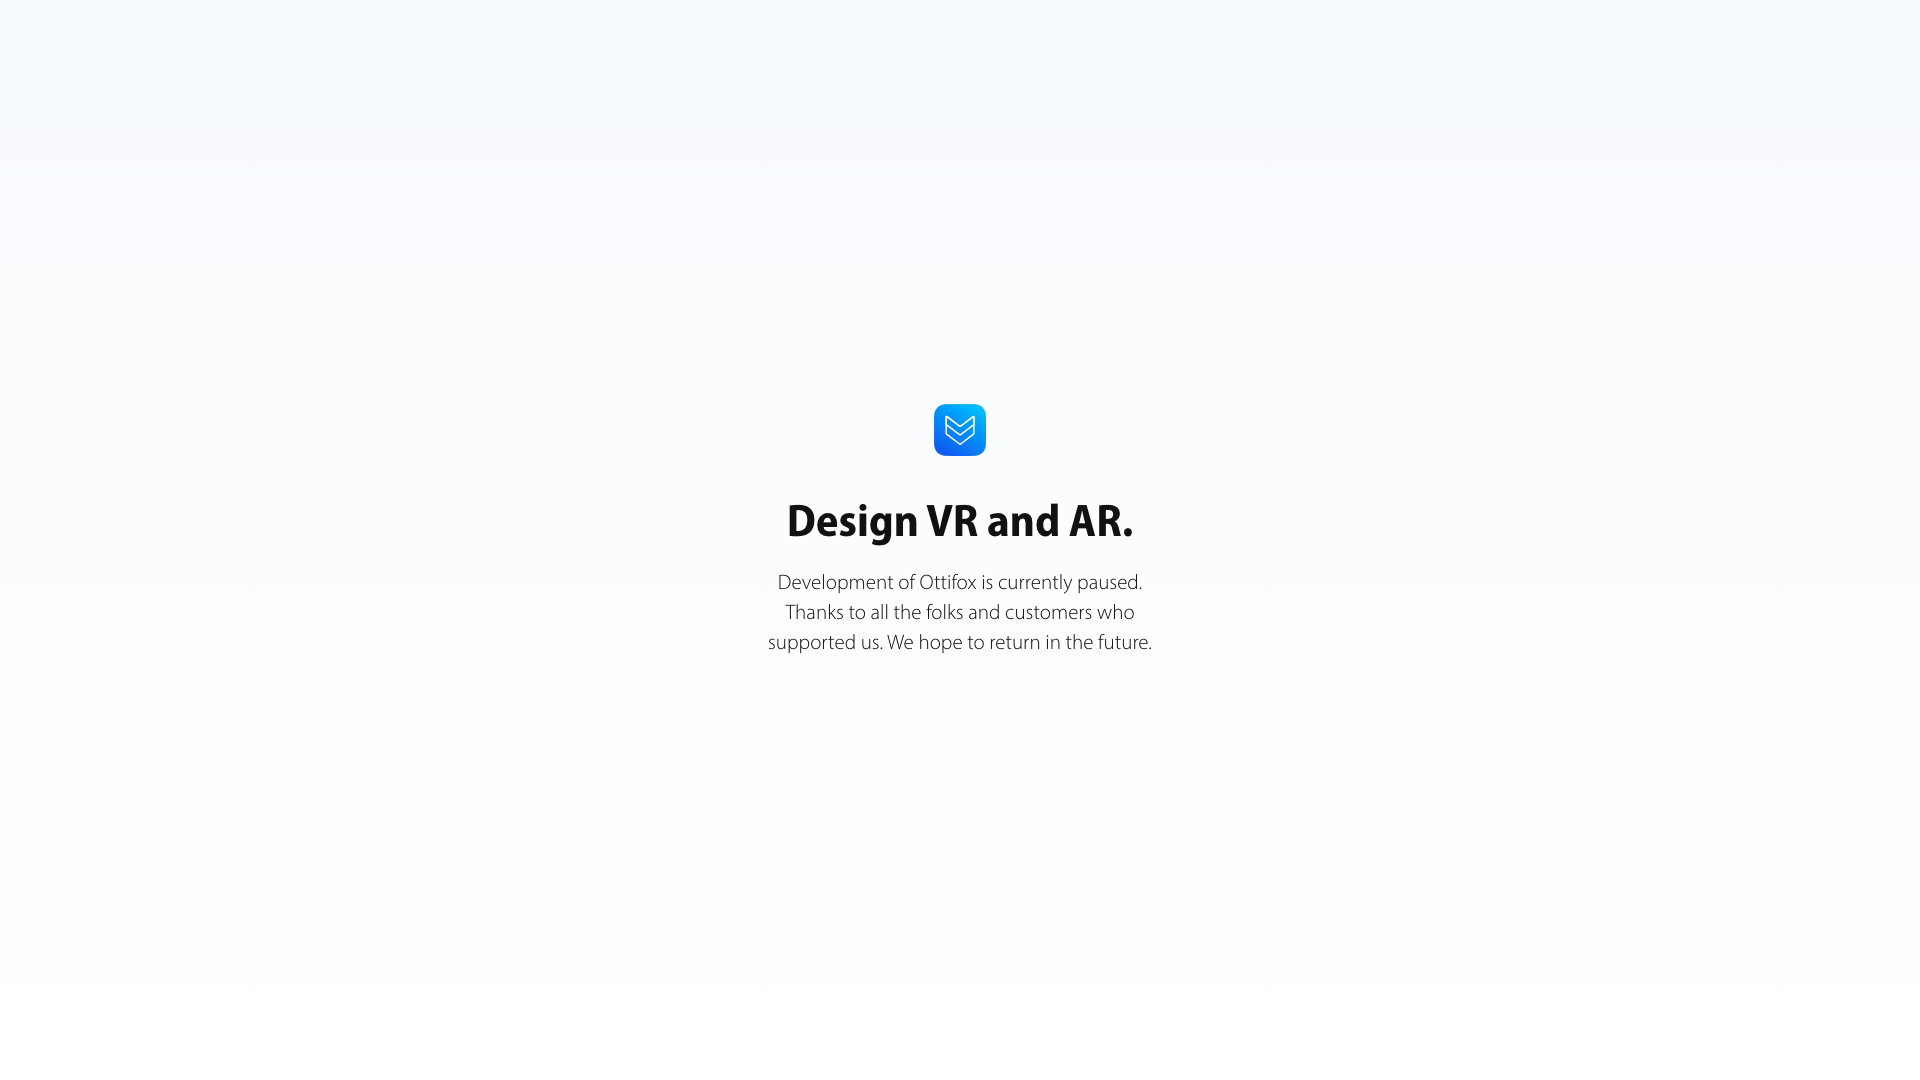 Design VR and AR.
Development of Ottifox is currently paused.
Thanks to all the folks and customers who
supported us. We hope to return in the future.